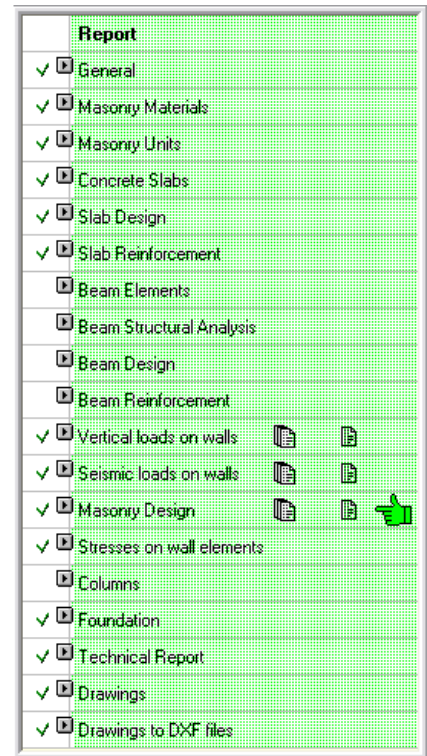 Report
General
Masonry Materials
Masonry Units
Concrete Slabs
Slab Design
Slab Reinforcement
Beam Elements
Beam Structural Analysis
Beam Design
Beam Reinforcement
Vertical loads on walls
Seismic loads on walls
Masonry Design
Stresses on wall elements
Columns
Foundation
Technical Report
Drawings
Drawings to DXF files